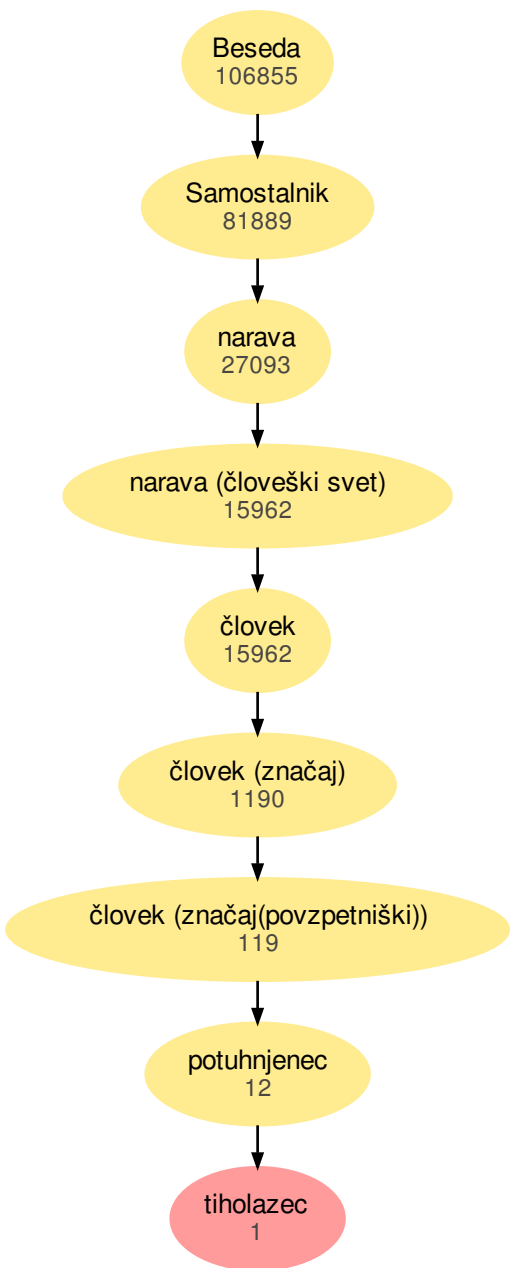 Beseda
106855
Samostalnik
81889
narava
27093
narava (človeški svet)
15962
človek
15962
človek (značaj)
1190
človek (značaj(povzpetniški))
119
potuhnjenec
12
tiholazec
1